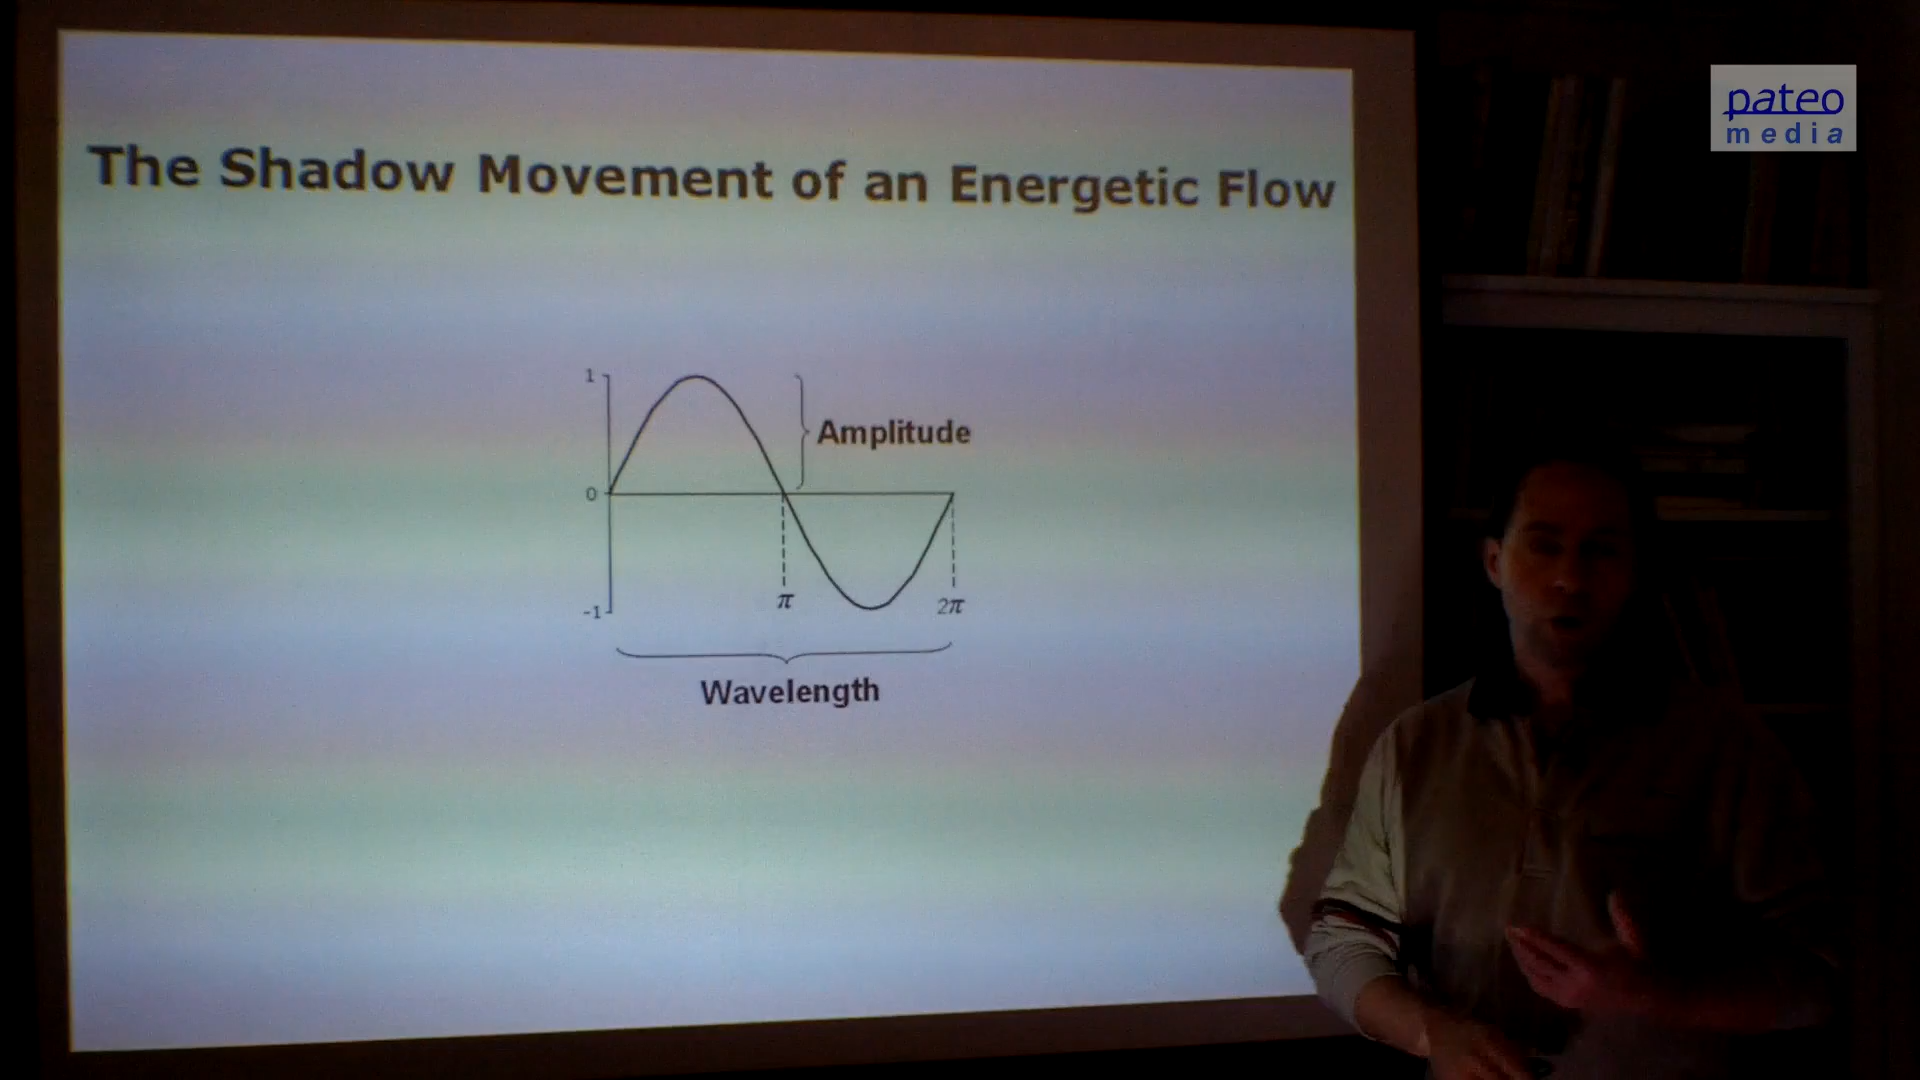 pateo
media
The Shadow Movement of an Energetic Flow
1
Amplitude
0
-1
π
2π
Wavelength